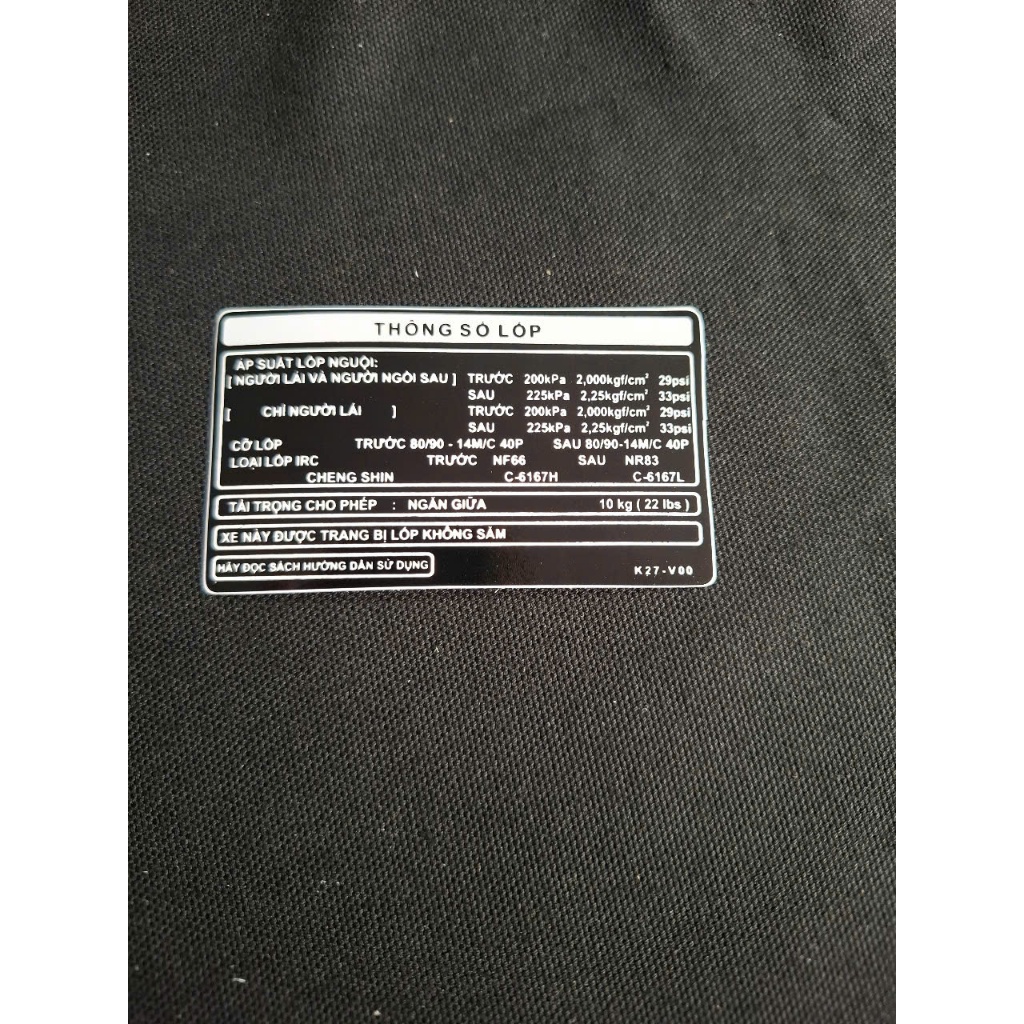 THÔNG SỐ LỐP
ÁP SUẤT LỐP NGUỘI:
[ NGƯỜI LÁI VÀ NGƯỜI NGỒI SAU ] TRƯỚC 200kPa 2,000kgf/cm² 29psi
SAU 225kPa 2,25kgf/cm² 33psi
[ CHỈ NGƯỜI LÁI ] TRƯỚC 200kPa 2,000kgf/cm² 29psi
SAU 225kPa 2,25kgf/cm² 33psi
CỠ LỐP TRƯỚC 80/90 - 14M/C 40P SAU 80/90-14M/C 40P
LOẠI LỐP IRC TRƯỚC NF66 SAU NR83
CHENG SHIN C-6167H C-6167L
TẢI TRỌNG CHO PHÉP : NGĂN GIỮA 10 kg ( 22 lbs )
XE NÀY ĐƯỢC TRANG BỊ LỐP KHÔNG SĂM
HÃY ĐỌC SÁCH HƯỚNG DẪN SỬ DỤNG K27-V00